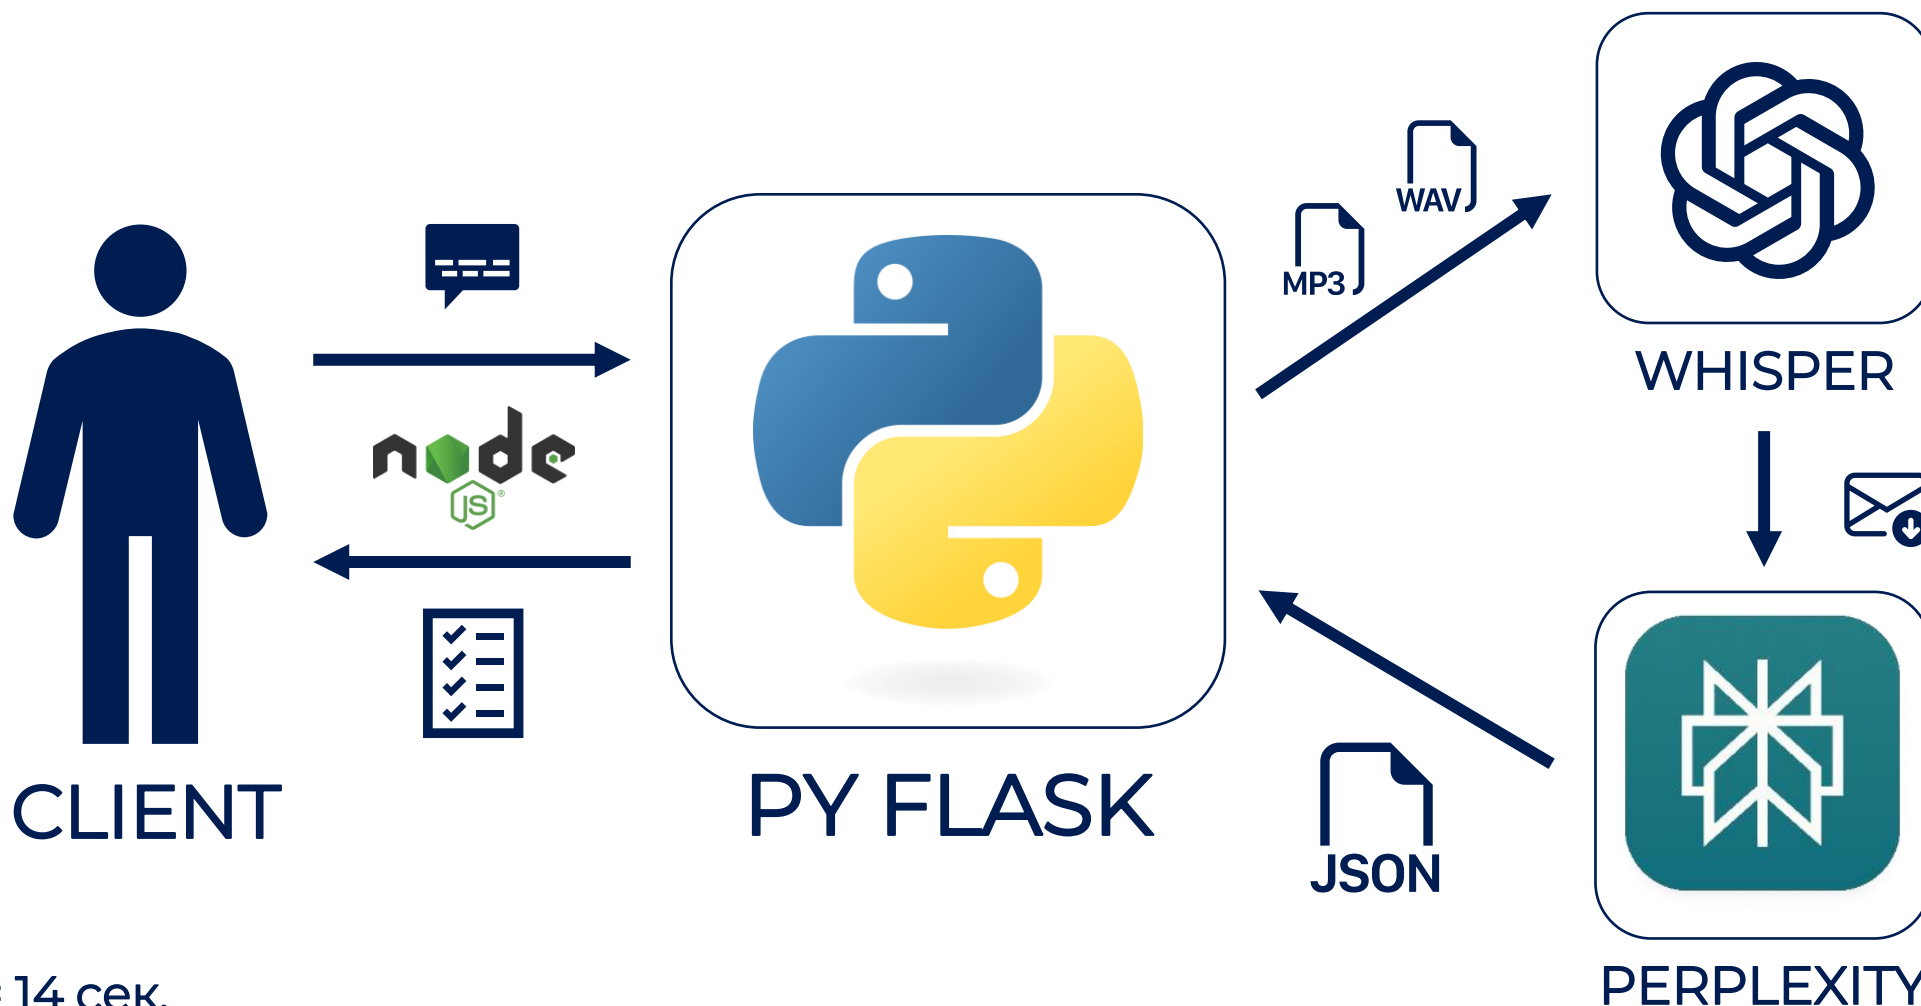 WAV
MP3
WHISPER
node
JS®
CLIENT
PY FLASK
JSON
PERPLEXITY
= 14 сек.